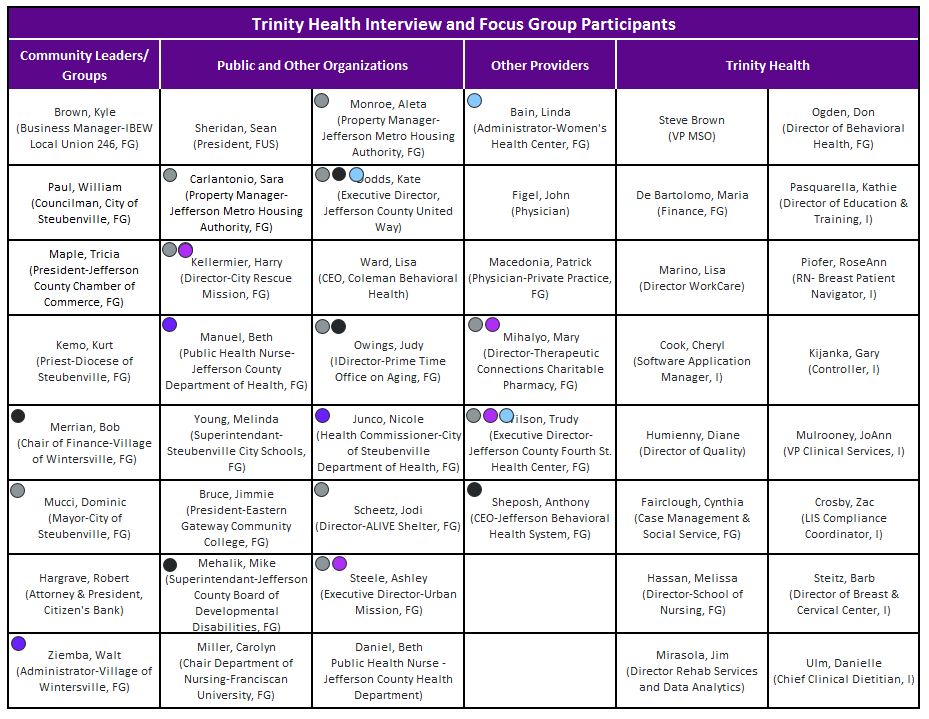 Trinity Health Interview and Focus Group Participants
Community Leaders/
Groups
Public and Other Organizations
Other Providers
Trinity Health
Brown, Kyle
(Business Manager-IBEW
Local Union 246, FG)
Sheridan, Sean
(President, FUS)
Monroe, Aleta
(Property Manager-
Jefferson Metro Housing
Authority, FG)
Bain, Linda
(Administrator-Women's
Health Center, FG)
Steve Brown
(VP MSO)
Ogden, Don
(Director of Behavioral
Health, FG)
Paul, William
(Councilman, City of
Steubenville, FG)
Carlantonio, Sara
(Property Manager-
Jefferson Metro Housing
Authority, FG)
Dodds, Kate
(Executive Director,
Jefferson County United
Way)
Figel, John
(Physician)
De Bartolomo, Maria
(Finance, FG)
Pasquarella, Kathie
(Director of Education &
Training, I)
Maple, Tricia
(President-Jefferson
County Chamber of
Commerce, FG)
Kellermier, Harry
(Director-City Rescue
Mission, FG)
Ward, Lisa
(CEO, Coleman Behavioral
Health)
Macedonia, Patrick
(Physician-Private Practice,
FG)
Marino, Lisa
(Director WorkCare)
Piofer, RoseAnn
(RN- Breast Patient
Navigator, I)
Kemo, Kurt
(Priest-Diocese of
Steubenville, FG)
Manuel, Beth
(Public Health Nurse-
Jefferson County
Department of Health, FG)
Owings, Judy
(IDirector-Prime Time
Office on Aging, FG)
Mihalyo, Mary
(Director-Therapeutic
Connections Charitable
Pharmacy, FG)
Cook, Cheryl
(Software Application
Manager, I)
Kijanka, Gary
(Controller, I)
Merrian, Bob
(Chair of Finance-Village
of Wintersville, FG)
Young, Melinda
(Superintendant-
Steubenville City Schools,
FG)
Junco, Nicole
(Health Commissioner-City
of Steubenville
Department of Health, FG)
Wilson, Trudy
(Executive Director-
Jefferson County Fourth St.
Health Center, FG)
Humienny, Diane
(Director of Quality)
Mulrooney, JoAnn
(VP Clinical Services, I)
Mucci, Dominic
(Mayor-City of
Steubenville, FG)
Bruce, Jimmie
(President-Eastern
Gateway Community
College, FG)
Scheetz, Jodi
(Director-ALIVE Shelter, FG)
Sheposh, Anthony
(CEO-Jefferson Behavioral
Health System, FG)
Fairclough, Cynthia
(Case Management &
Social Service, FG)
Crosby, Zac
(LIS Compliance
Coordinator, I)
Hargrave, Robert
(Attorney & President,
Citizen's Bank)
Mehalik, Mike
(Superintendant-Jefferson
County Board of
Developmental
Disabilities, FG)
Steele, Ashley
(Executive Director-Urban
Mission, FG)
Hassan, Melissa
(Director-School of
Nursing, FG)
Steitz, Barb
(Director of Breast &
Cervical Center, I)
Ziemba, Walt
(Administrator-Village of
Wintersville, FG)
Miller, Carolyn
(Chair Department of
Nursing-Franciscan
University, FG)
Daniel, Beth
Public Health Nurse -
Jefferson County Health
Department)
Mirasola, Jim
(Director Rehab Services
and Data Analytics)
Ulm, Danielle
(Chief Clinical Dietitian, I)